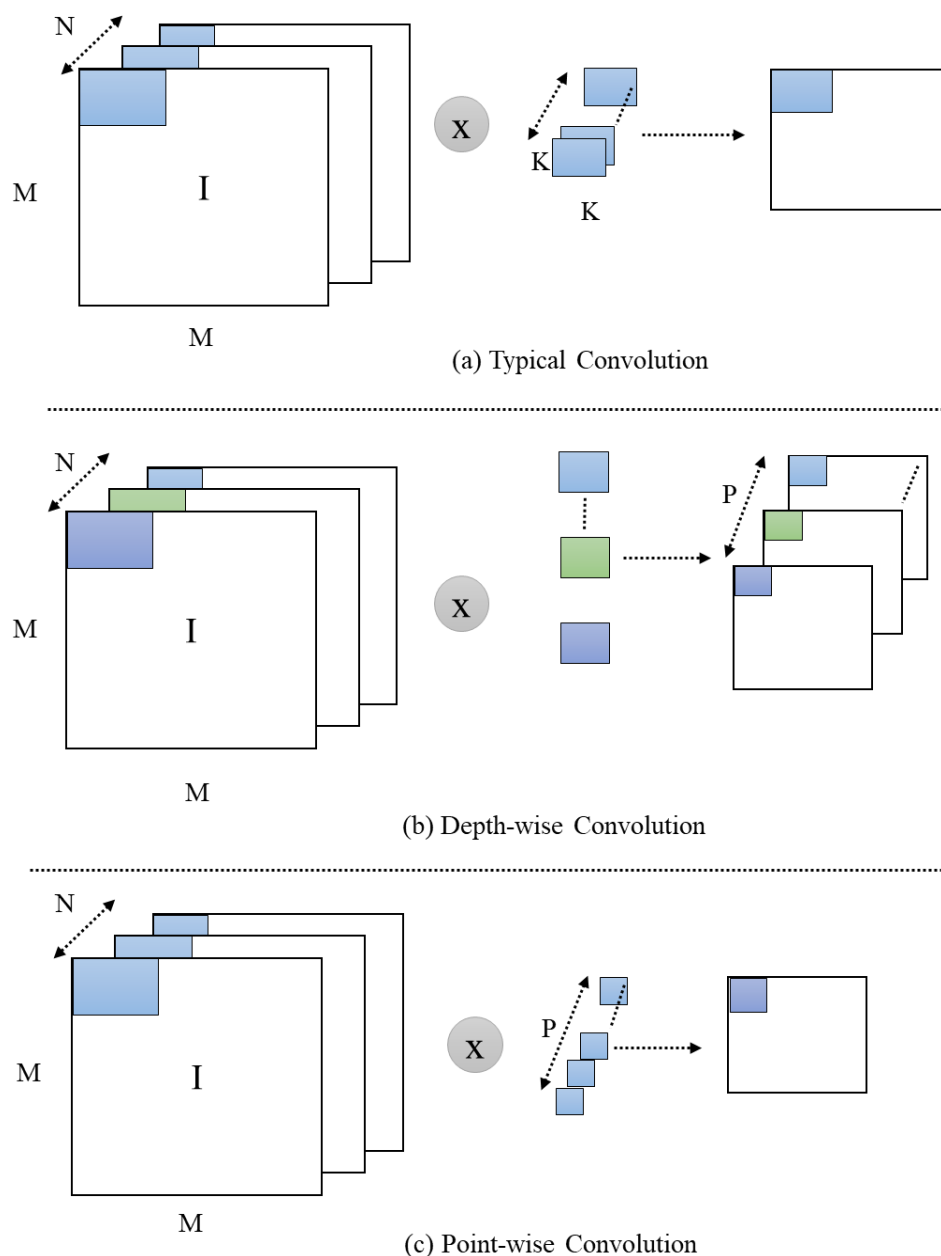 N
I
M
M
X
K
K
(a) Typical Convolution
N
I
M
M
X
P
(b) Depth-wise Convolution
N
I
M
M
X
P
(c) Point-wise Convolution